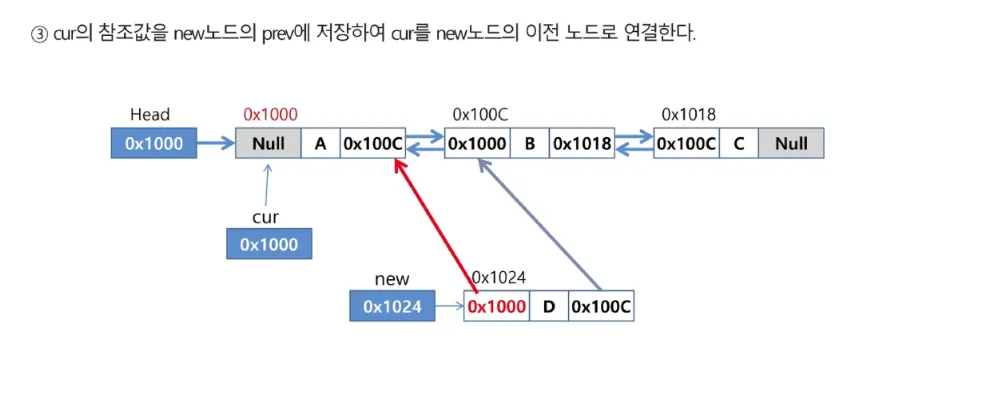 ③ cur의 참조값을 new노드의 prev에 저장하여 cur를 new노드의 이전 노드로 연결한다.
Head 0x1000 0x100C 0x1018
0x1000 Null A 0x100C 0x1000 B 0x1018 0x100C C Null
cur
0x1000
new 0x1024
0x1024 0x1000 D 0x100C